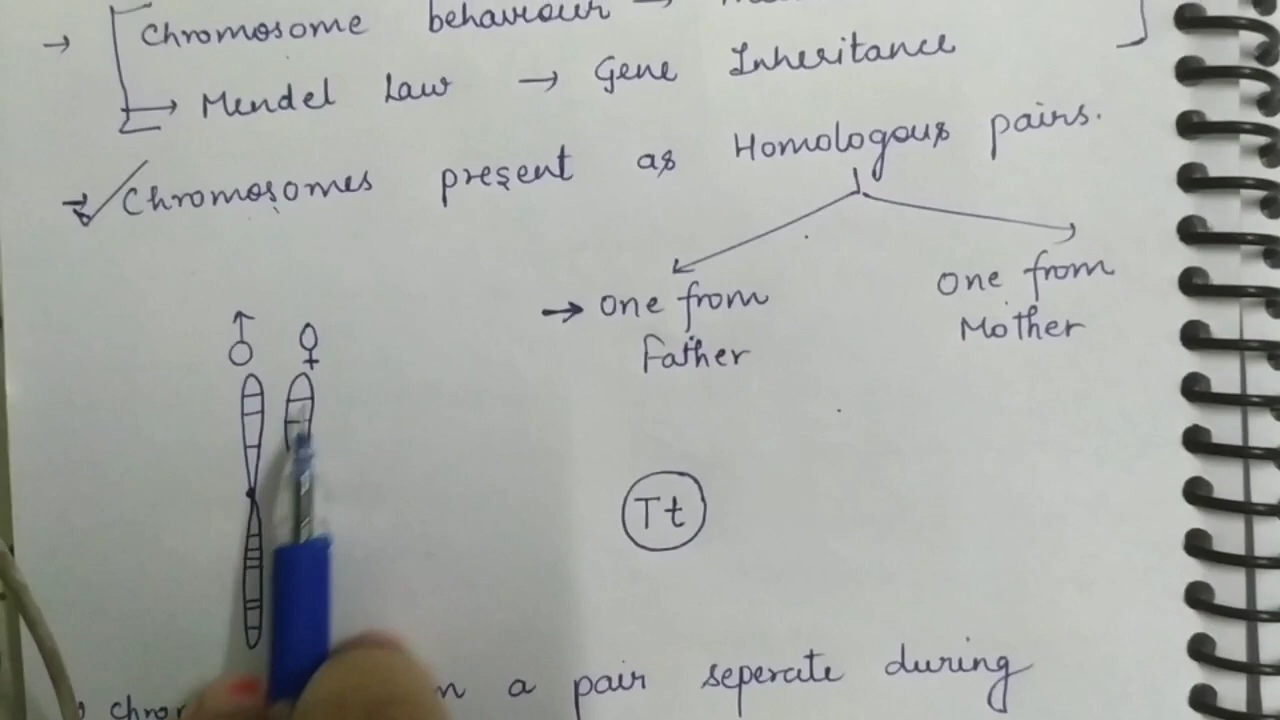 → Chromosome behaviour →
→ Mendel Law → Gene Inheritance
→ Chromosomes present as Homologous pairs.
→ One from Father
One from Mother
♂ ♀
Tt
a pair seperate during